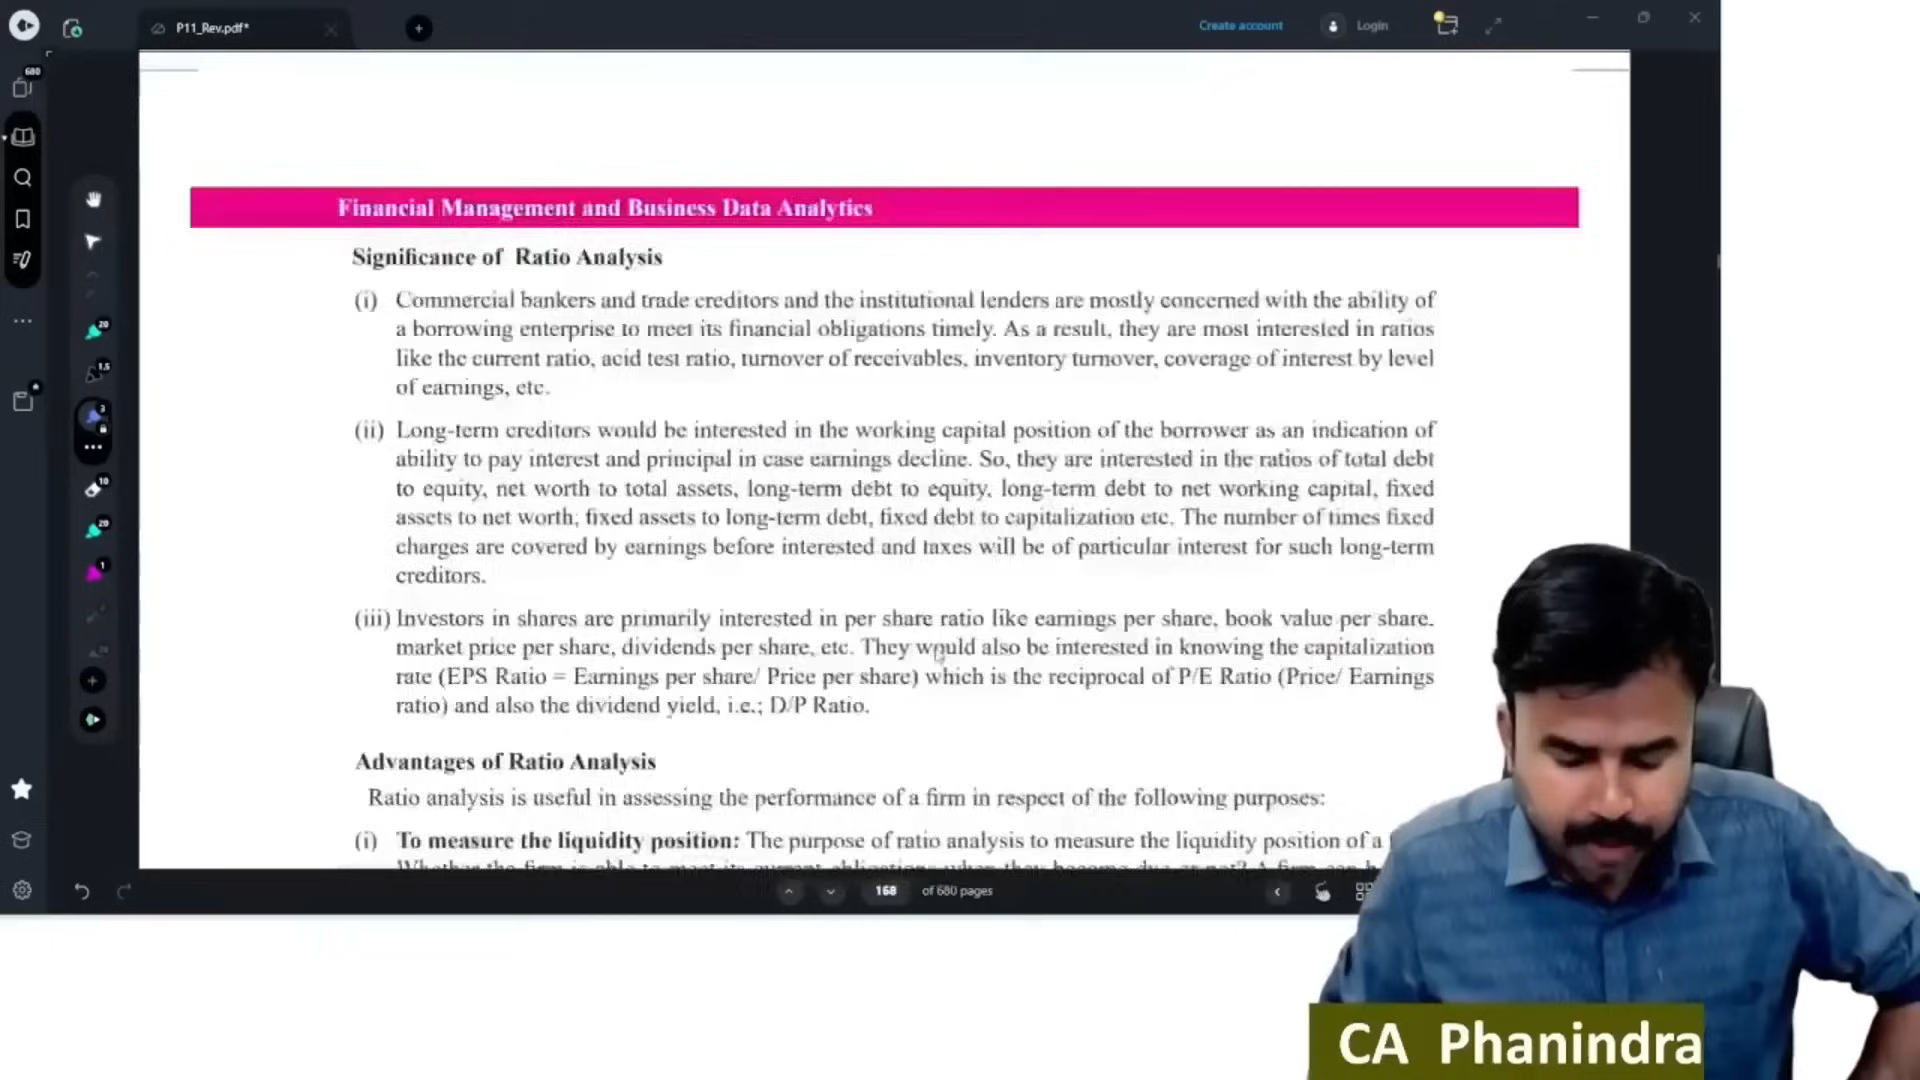 680
P11_Rev.pdf*
Create account
Login
20
1.5
3
10
20
1
Financial Management and Business Data Analytics
Significance of Ratio Analysis
(i) Commercial bankers and trade creditors and the institutional lenders are mostly concerned with the ability of
a borrowing enterprise to meet its financial obligations timely. As a result, they are most interested in ratios
like the current ratio, acid test ratio, turnover of receivables, inventory turnover, coverage of interest by level
of earnings, etc.
(ii) Long-term creditors would be interested in the working capital position of the borrower as an indication of
ability to pay interest and principal in case earnings decline. So, they are interested in the ratios of total debt
to equity, net worth to total assets, long-term debt to equity, long-term debt to net working capital, fixed
assets to net worth, fixed assets to long-term debt, fixed debt to capitalization etc. The number of times fixed
charges are covered by earnings before interested and taxes will be of particular interest for such long-term
creditors.
(iii) Investors in shares are primarily interested in per share ratio like earnings per share, book value per share,
market price per share, dividends per share, etc. They would also be interested in knowing the capitalization
rate (EPS Ratio = Earnings per share/ Price per share) which is the reciprocal of P/E Ratio (Price/ Earnings
ratio) and also the dividend yield, i.e.; D/P Ratio.
Advantages of Ratio Analysis
Ratio analysis is useful in assessing the performance of a firm in respect of the following purposes:
(i) To measure the liquidity position: The purpose of ratio analysis to measure the liquidity position of a
168 of 680 pages
CA Phanindra